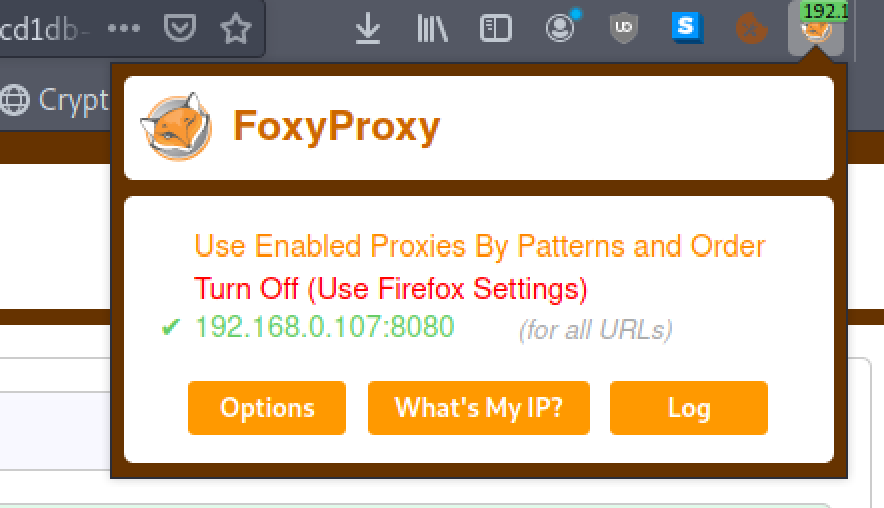 cd1db-
192.1
UD
S
Crypt
FoxyProxy
Use Enabled Proxies By Patterns and Order
Turn Off (Use Firefox Settings)
✔ 192.168.0.107:8080 (for all URLs)
Options What's My IP? Log